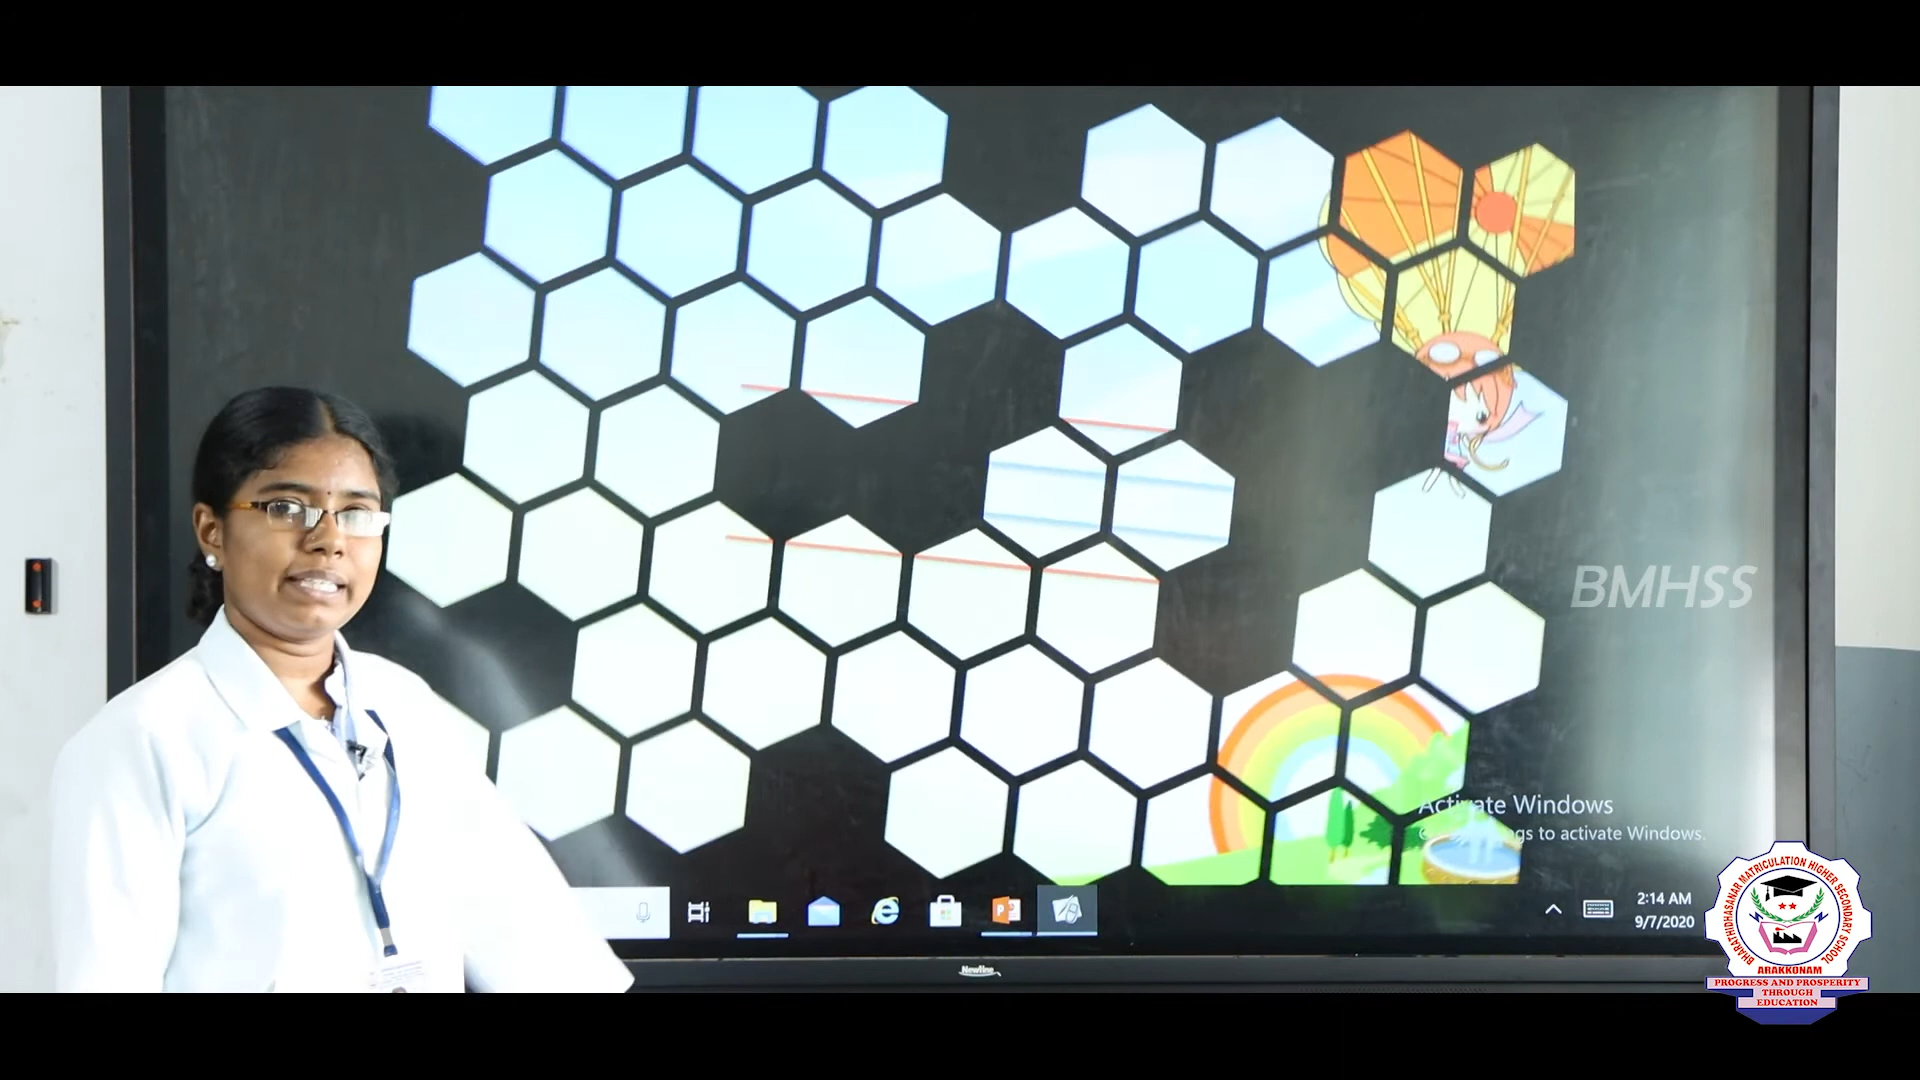 BMHSS
Activate Windows
gs to activate Windows.
2:14 AM
9/7/2020
Newline
BHARATHIDHASANAR MATRICULATION HIGHER SECONDARY SCHOOL
ARAKKONAM
PROGRESS AND PROSPERITY
THROUGH
EDUCATION